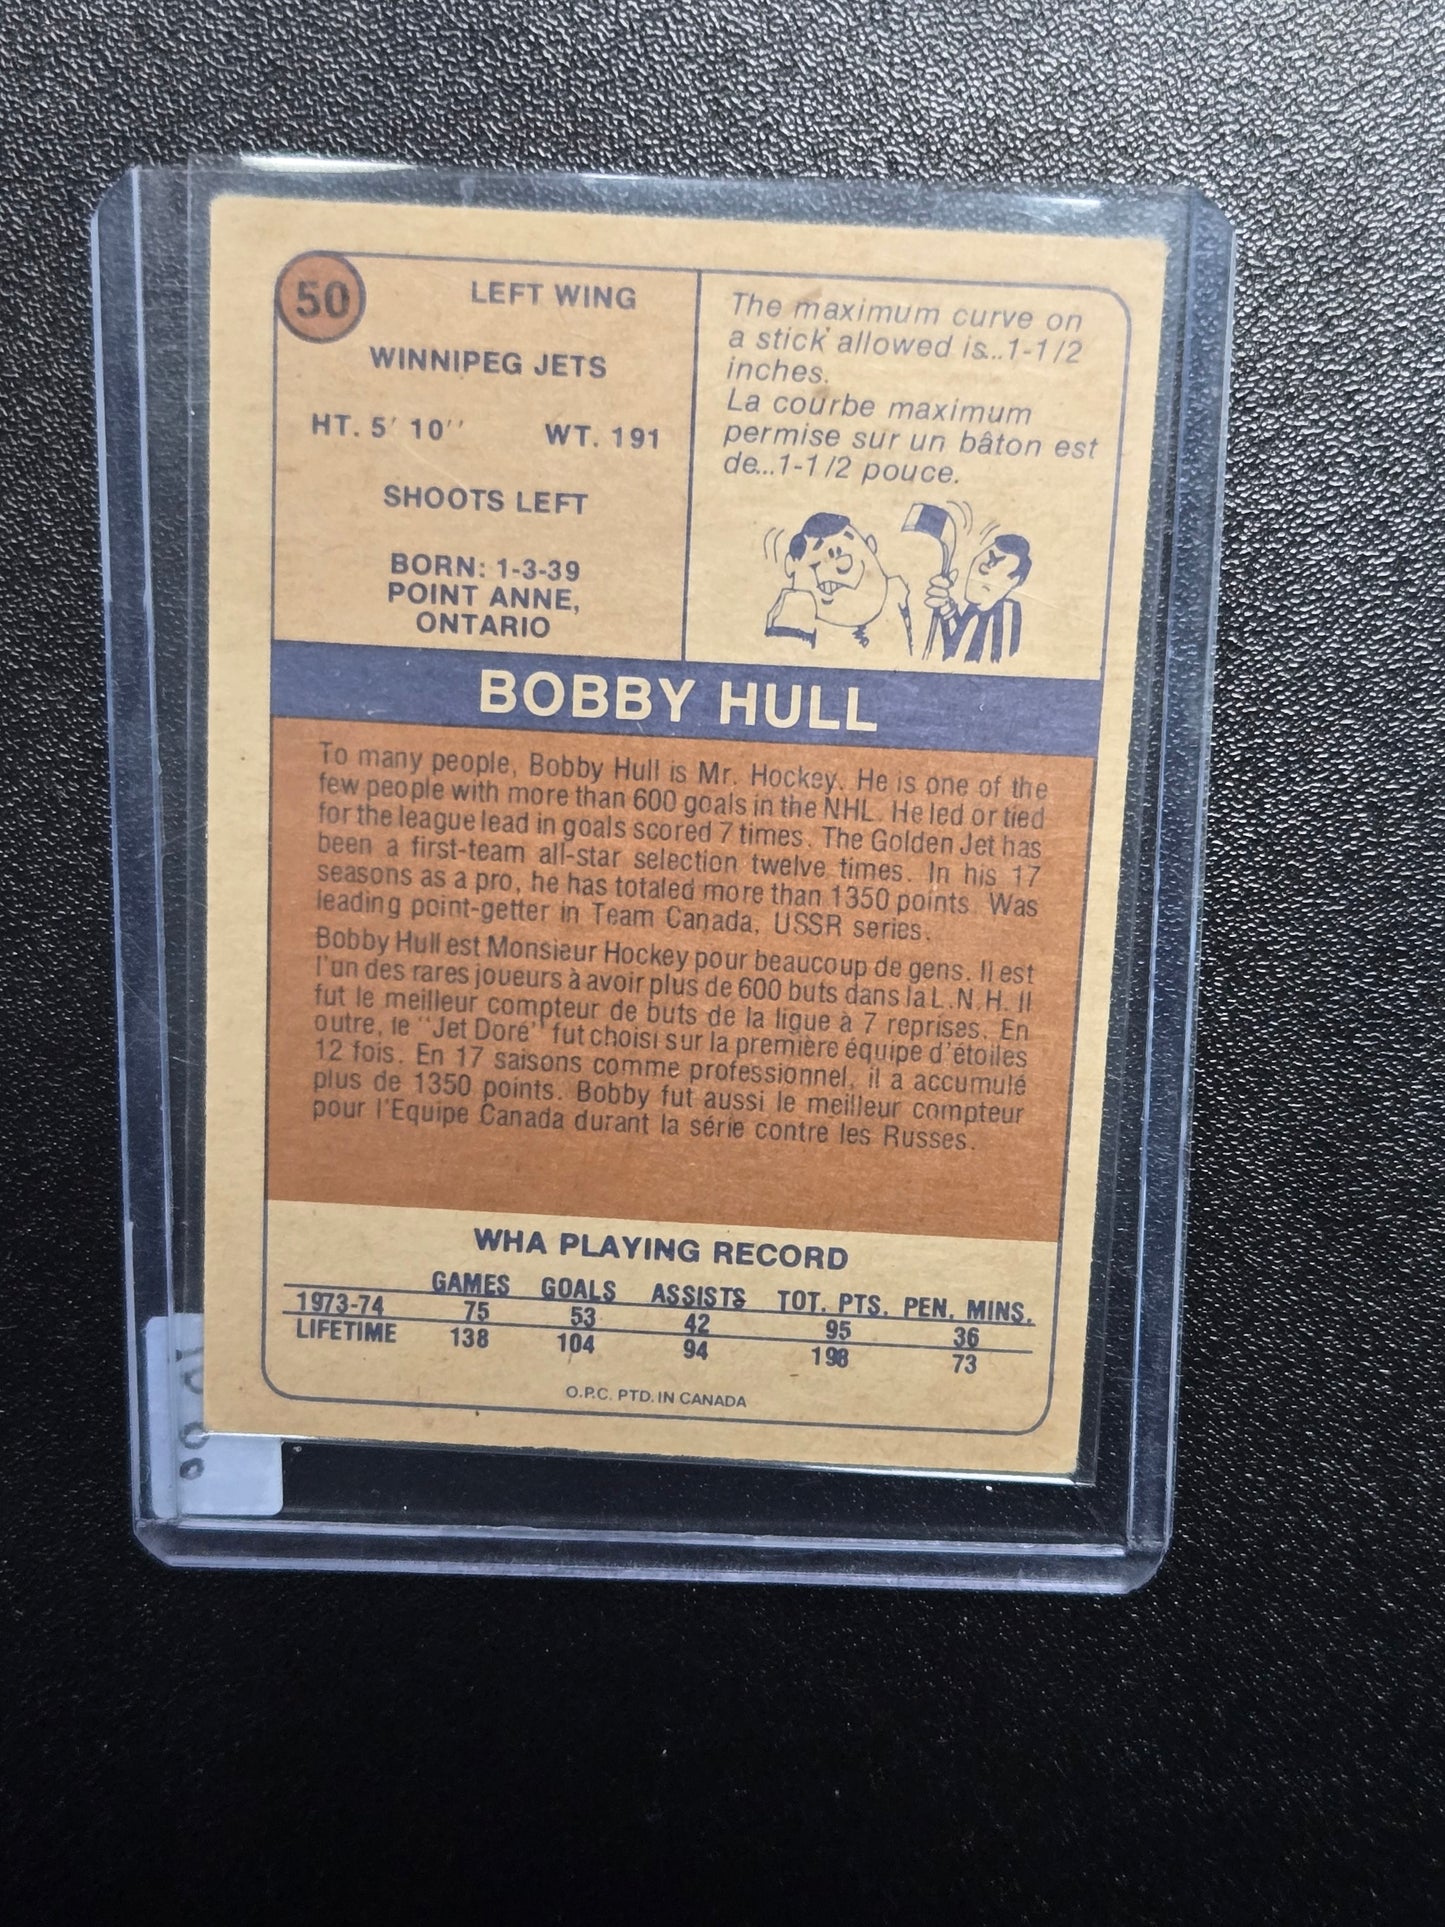 50
LEFT WING
WINNIPEG JETS
HT. 5' 10'' WT. 191
SHOOTS LEFT
BORN: 1-3-39
POINT ANNE,
ONTARIO
The maximum curve on
a stick allowed is...1-1/2
inches.
La courbe maximum
permise sur un bâton est
de...1-1/2 pouce.
BOBBY HULL
To many people, Bobby Hull is Mr. Hockey. He is one of the
few people with more than 600 goals in the NHL. He led or tied
for the league lead in goals scored 7 times. The Golden Jet has
been a first-team all-star selection twelve times. In his 17
seasons as a pro, he has totaled more than 1350 points. Was
leading point-getter in Team Canada, USSR series.
Bobby Hull est Monsieur Hockey pour beaucoup de gens. Il est
l'un des rares joueurs à avoir plus de 600 buts dans la L.N.H. Il
fut le meilleur compteur de buts de la ligue à 7 reprises. En
outre, le "Jet Doré" fut choisi sur la première équipe d'étoiles
12 fois. En 17 saisons comme professionnel, il a accumulé
plus de 1350 points. Bobby fut aussi le meilleur compteur
pour l'Equipe Canada durant la série contre les Russes.
WHA PLAYING RECORD
GAMES GOALS ASSISTS TOT. PTS. PEN. MINS.
1973-74 75 53 42 95 36
LIFETIME 138 104 94 198 73
O.P.C. PTD. IN CANADA